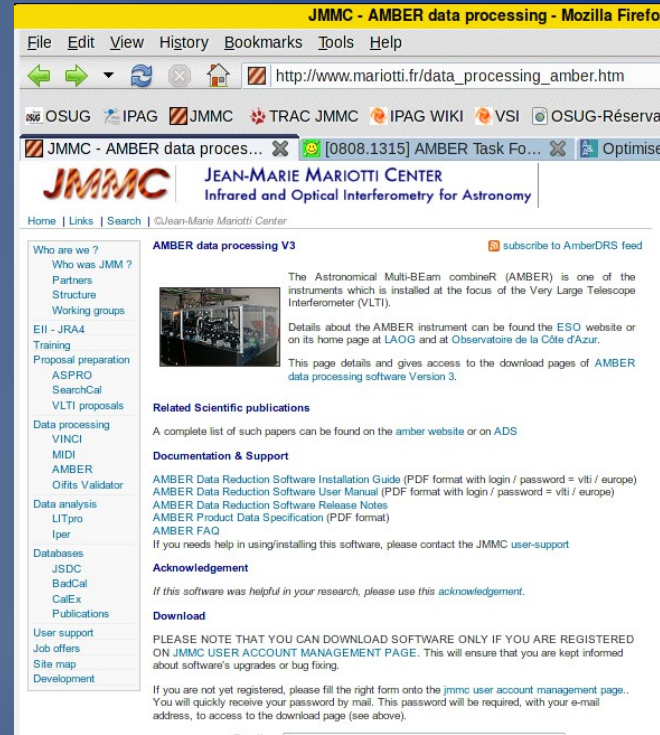 JMMC - AMBER data processing - Mozilla Firefo
File Edit View History Bookmarks Tools Help
http://www.mariotti.fr/data_processing_amber.htm
OSUG IPAG JMMC TRAC JMMC IPAG WIKI VSI OSUG-Réserva
JMMC - AMBER data proces... [0808.1315] AMBER Task Fo... Optimise
JMMC
JEAN-MARIE MARIOTTI CENTER
Infrared and Optical Interferometry for Astronomy
Home | Links | Search | ©Jean-Marie Mariotti Center
Who are we ?
Who was JMM ?
Partners
Structure
Working groups
EII - JRA4
Training
Proposal preparation
ASPRO
SearchCal
VLTI proposals
Data processing
VINCI
MIDI
AMBER
Oifits Validator
Data analysis
LITpro
Iper
Databases
JSDC
BadCal
CalEx
Publications
User support
Job offers
Site map
Development
AMBER data processing V3
subscribe to AmberDRS feed
The Astronomical Multi-BEam combineR (AMBER) is one of the
instruments which is installed at the focus of the Very Large Telescope
Interferometer (VLTI).
Details about the AMBER instrument can be found the ESO website or
on its home page at LAOG and at Observatoire de la Côte d'Azur.
This page details and gives access to the download pages of AMBER
data processing software Version 3.
Related Scientific publications
A complete list of such papers can be found on the amber website or on ADS
Documentation & Support
AMBER Data Reduction Software Installation Guide (PDF format with login / password = vlti / europe)
AMBER Data Reduction Software User Manual (PDF format with login / password = vlti / europe)
AMBER Data Reduction Software Release Notes
AMBER Product Data Specification (PDF format)
AMBER FAQ
If you needs help in using/installing this software, please contact the JMMC user-support
Acknowledgement
If this software was helpful in your research, please use this acknowledgement.
Download
PLEASE NOTE THAT YOU CAN DOWNLOAD SOFTWARE ONLY IF YOU ARE REGISTERED
ON JMMC USER ACCOUNT MANAGEMENT PAGE. This will ensure that you are kept informed
about software's upgrades or bug fixing.
If you are not yet registered, please fill the right form onto the jmmc user account management page..
You will quickly receive your password by mail. This password will be required, with your e-mail
address, to access to the download page (see above).